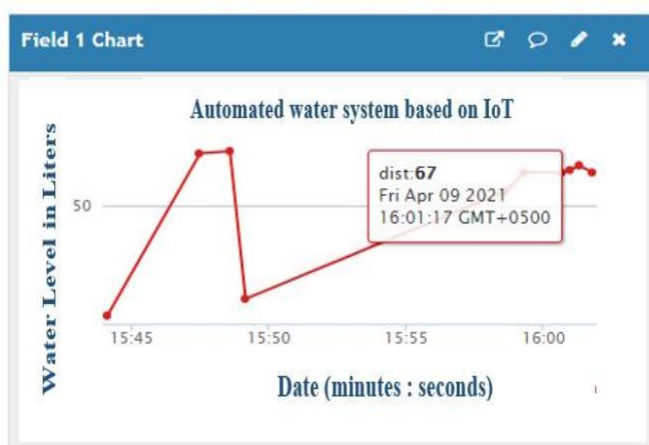 Field 1 Chart
Automated water system based on IoT
Water Level in Liters
50
dist:67
Fri Apr 09 2021
16:01:17 GMT+0500
15:45 15:50 15:55 16:00
Date (minutes : seconds)